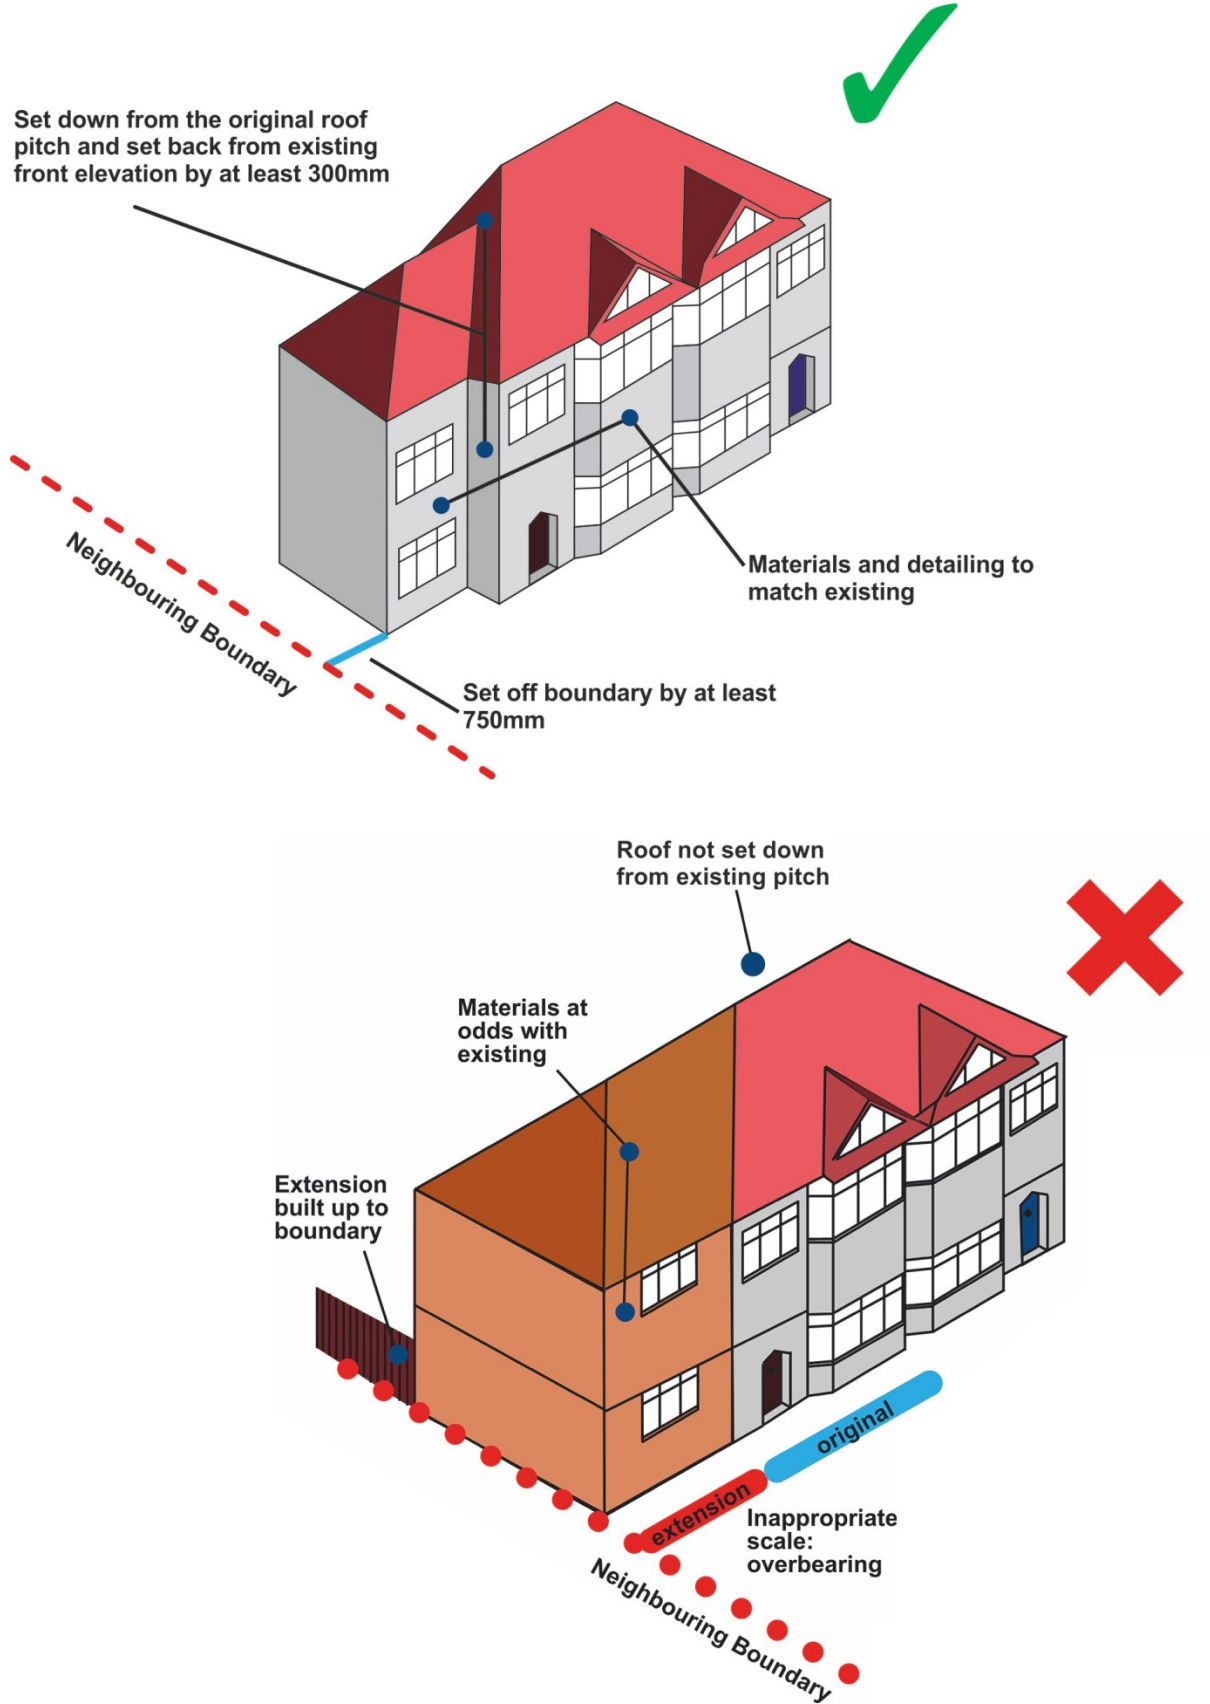 Set down from the original roof
pitch and set back from existing
front elevation by at least 300mm
Neighbouring Boundary
Materials and detailing to
match existing
Set off boundary by at least
750mm
Roof not set down
from existing pitch
Materials at
odds with
existing
Extension
built up to
boundary
original
extension
Inappropriate
scale:
overbearing
Neighbouring Boundary